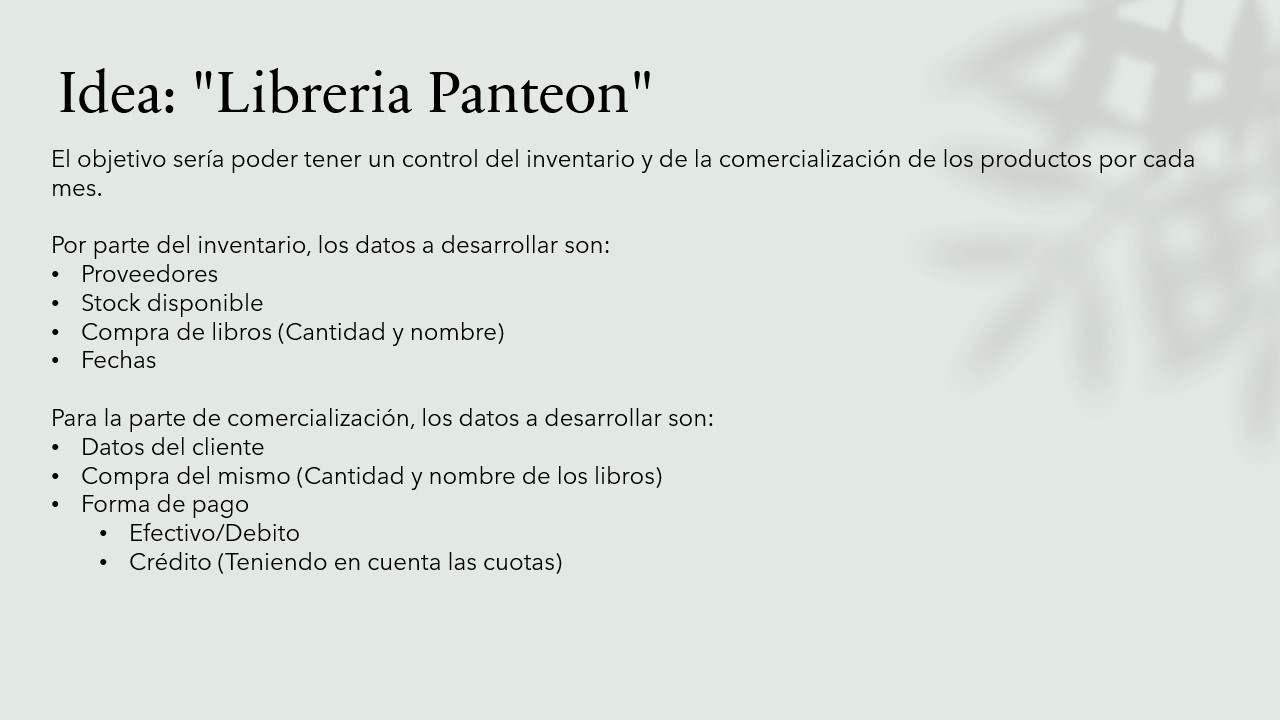 Idea: "Libreria Panteon"
El objetivo sería poder tener un control del inventario y de la comercialización de los productos por cada
mes.
Por parte del inventario, los datos a desarrollar son:
• Proveedores
• Stock disponible
• Compra de libros (Cantidad y nombre)
• Fechas
Para la parte de comercialización, los datos a desarrollar son:
• Datos del cliente
• Compra del mismo (Cantidad y nombre de los libros)
• Forma de pago
• Efectivo/Debito
• Crédito (Teniendo en cuenta las cuotas)